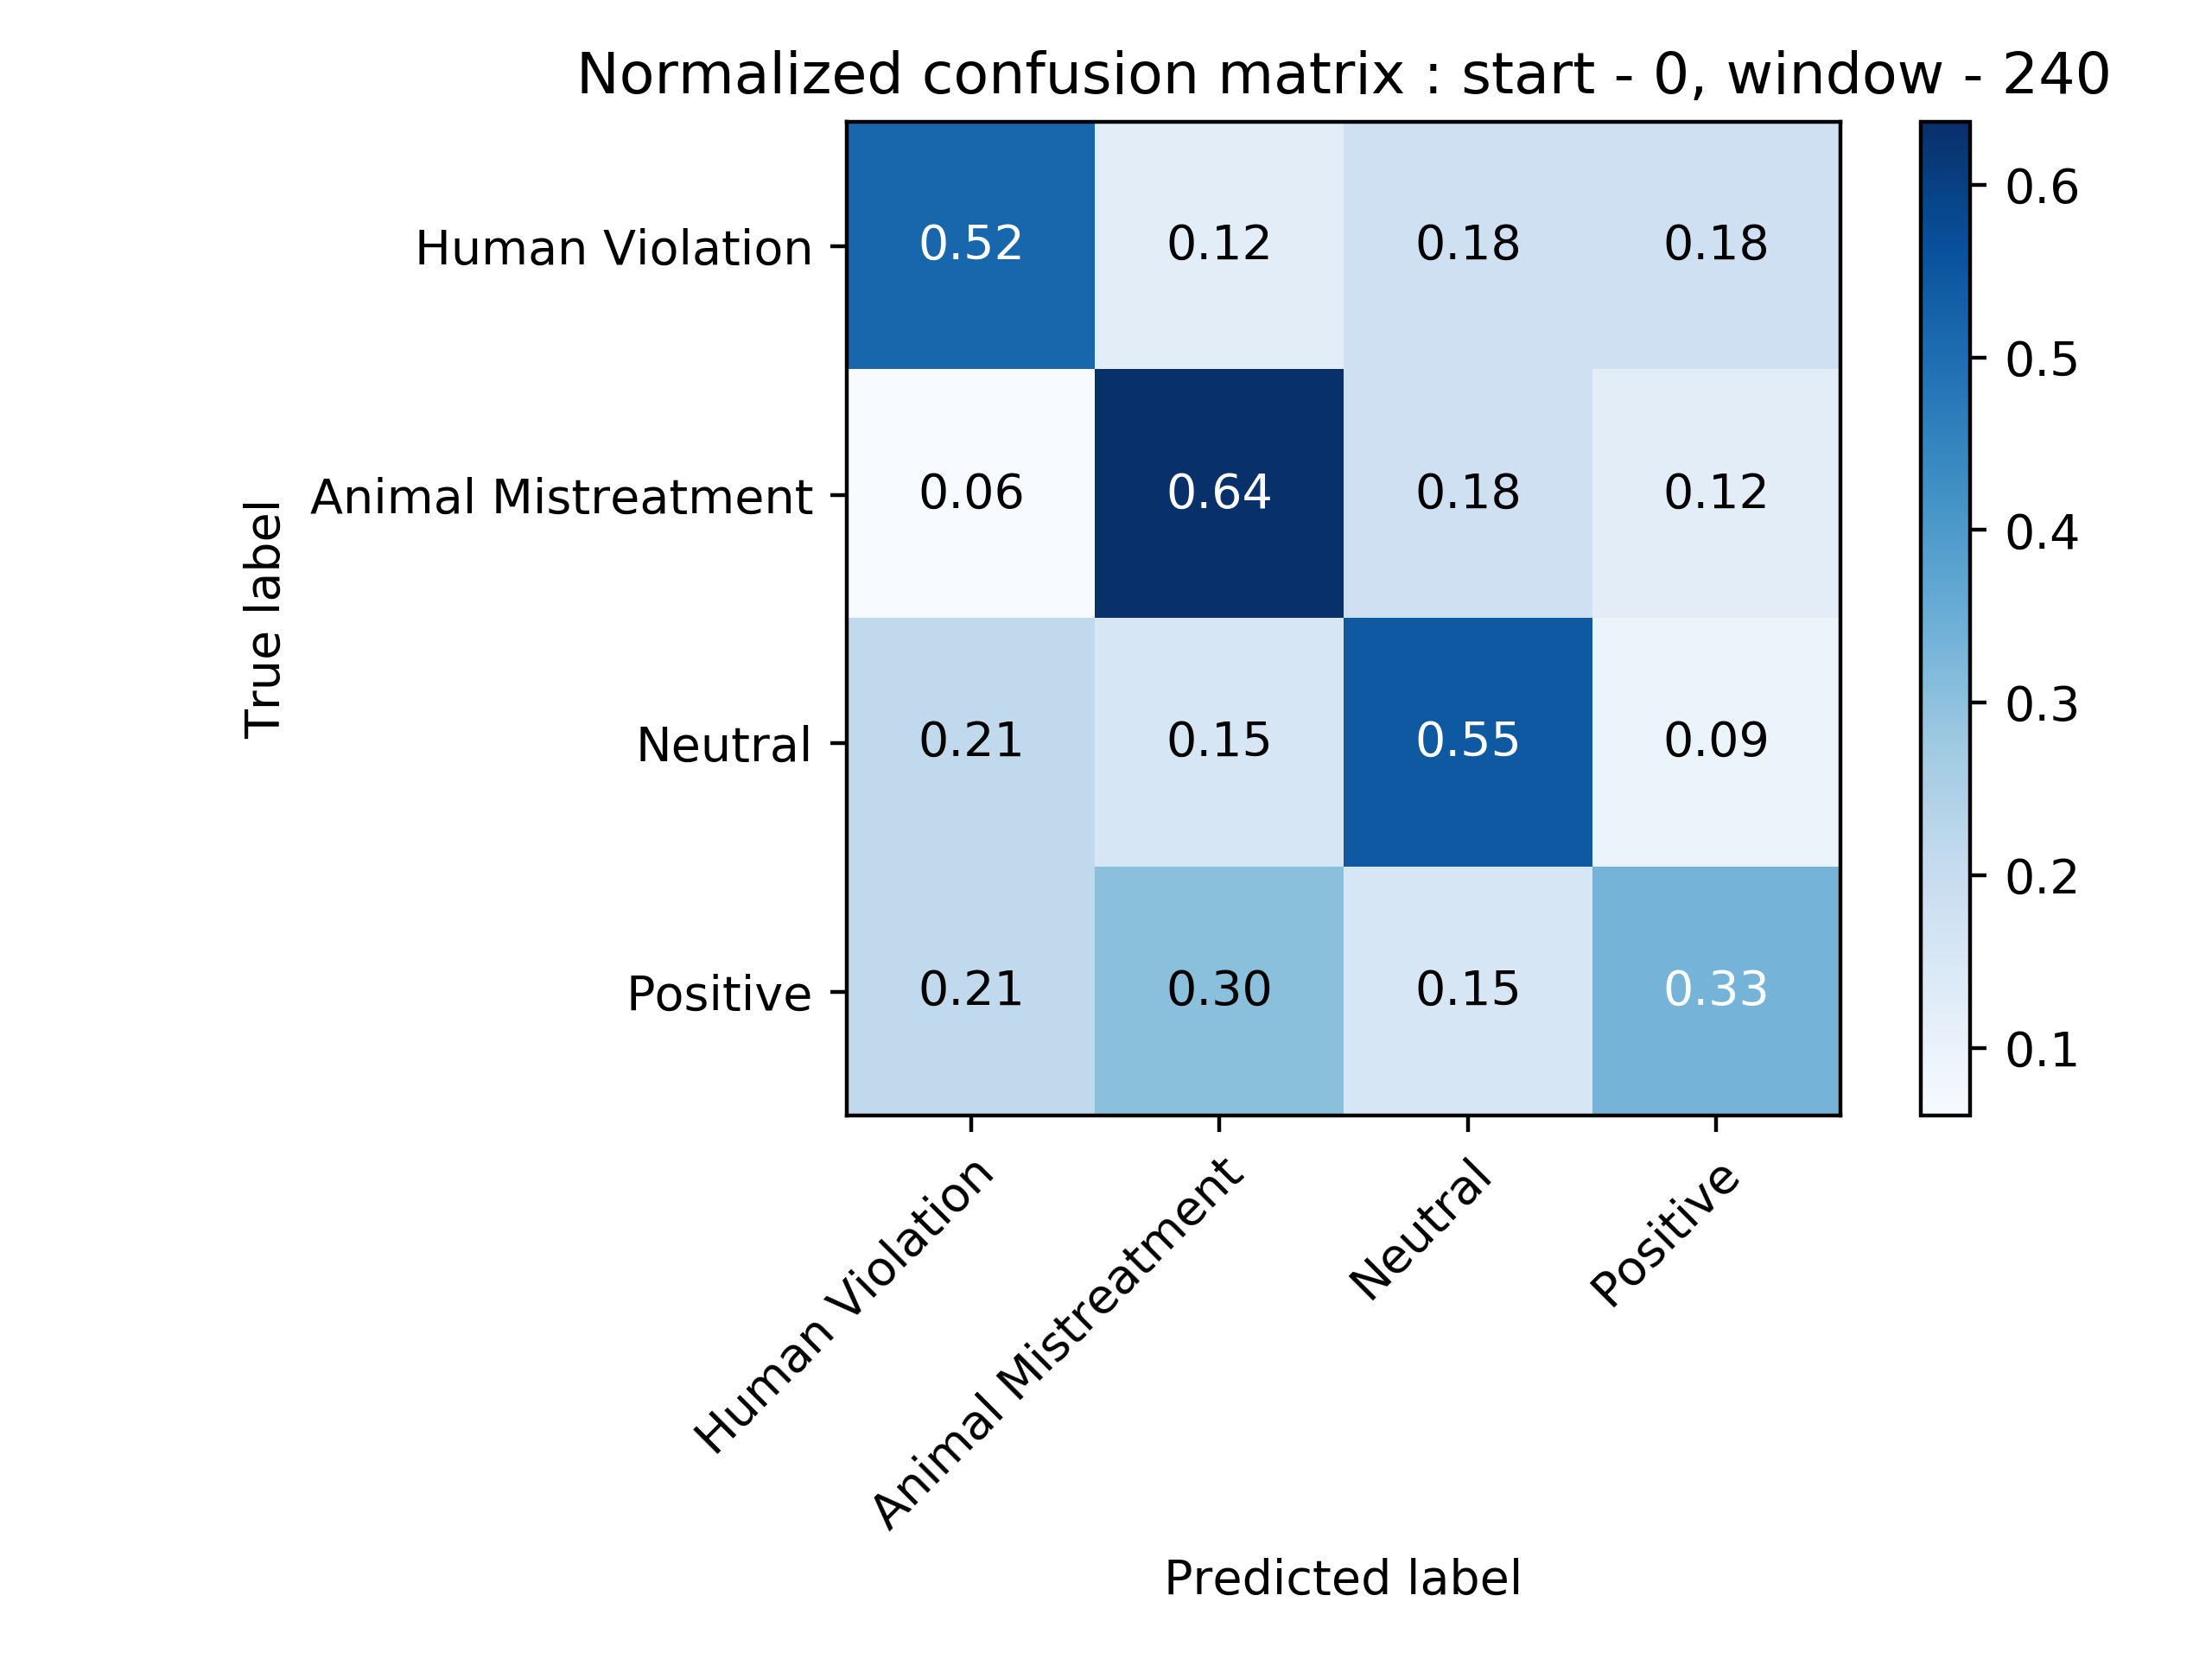 Normalized confusion matrix : start - 0, window - 240
True label
Human Violation
0.52 0.12 0.18 0.18
Animal Mistreatment
0.06 0.64 0.18 0.12
Neutral
0.21 0.15 0.55 0.09
Positive
0.21 0.30 0.15 0.33
Human Violation
Animal Mistreatment
Neutral
Positive
Predicted label
0.6
0.5
0.4
0.3
0.2
0.1